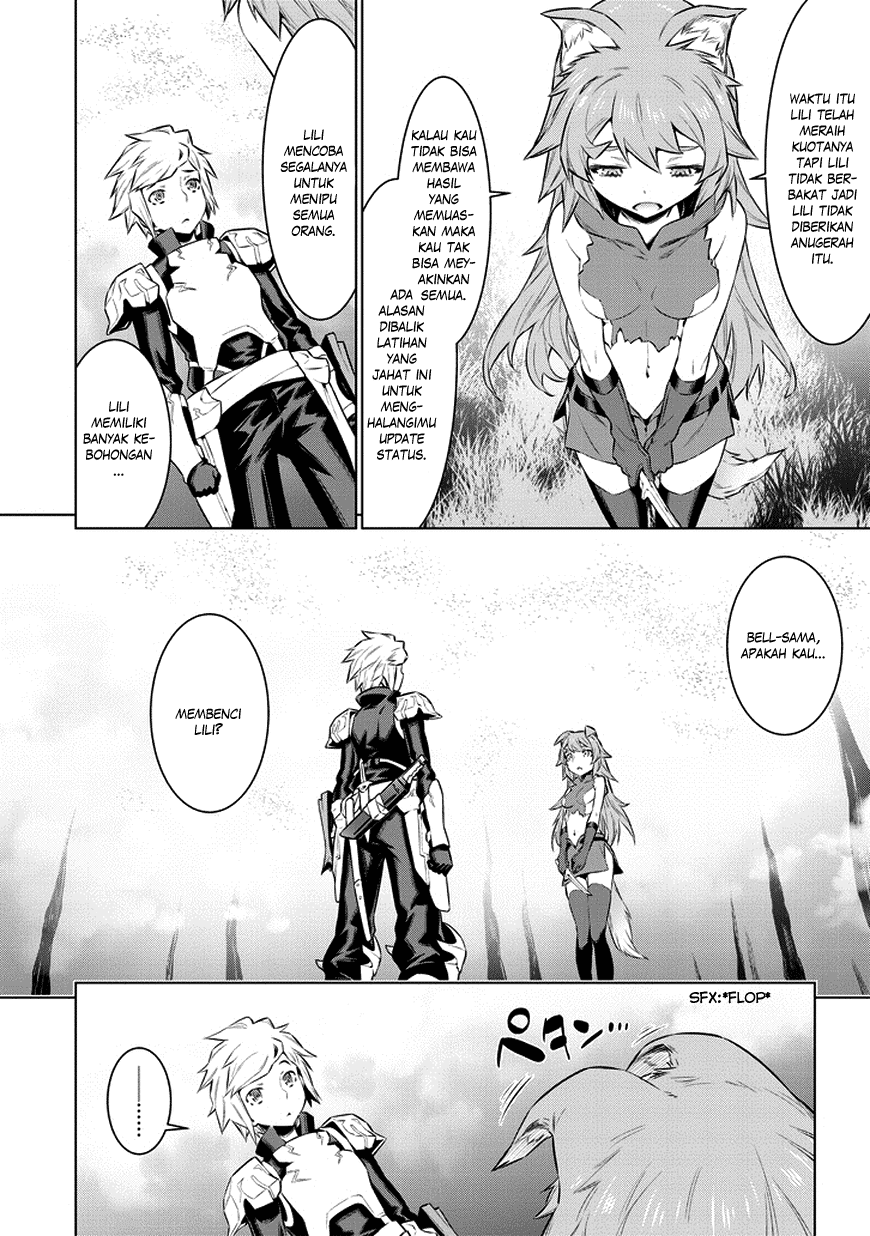 WAKTU ITU
LILI TELAH
MERAIH
KUOTANYA
TAPI LILI
TIDAK BER-
BAKAT JADI
LILI TIDAK
DIBERIKAN
ANUGERAH
ITU.
KALAU KAU
TIDAK BISA
MEMBAWA
HASIL
YANG
MEMUAS-
KAN MAKA
KAU TAK
BISA MEY-
AKINKAN
ADA SEMUA.
ALASAN
DIBALIK
LATIHAN
YANG
JAHAT INI
UNTUK
MENG-
HALANGIMU
UPDATE
STATUS.
LILI
MENCOBA
SEGALANYA
UNTUK
MENIPU
SEMUA
ORANG.
LILI
MEMILIKI
BANYAK KE-
BOHONGAN
...
BELL-SAMA,
APAKAH KAU...
MEMBENCI
LILI?
SFX:*FLOP*
ペタン…
………